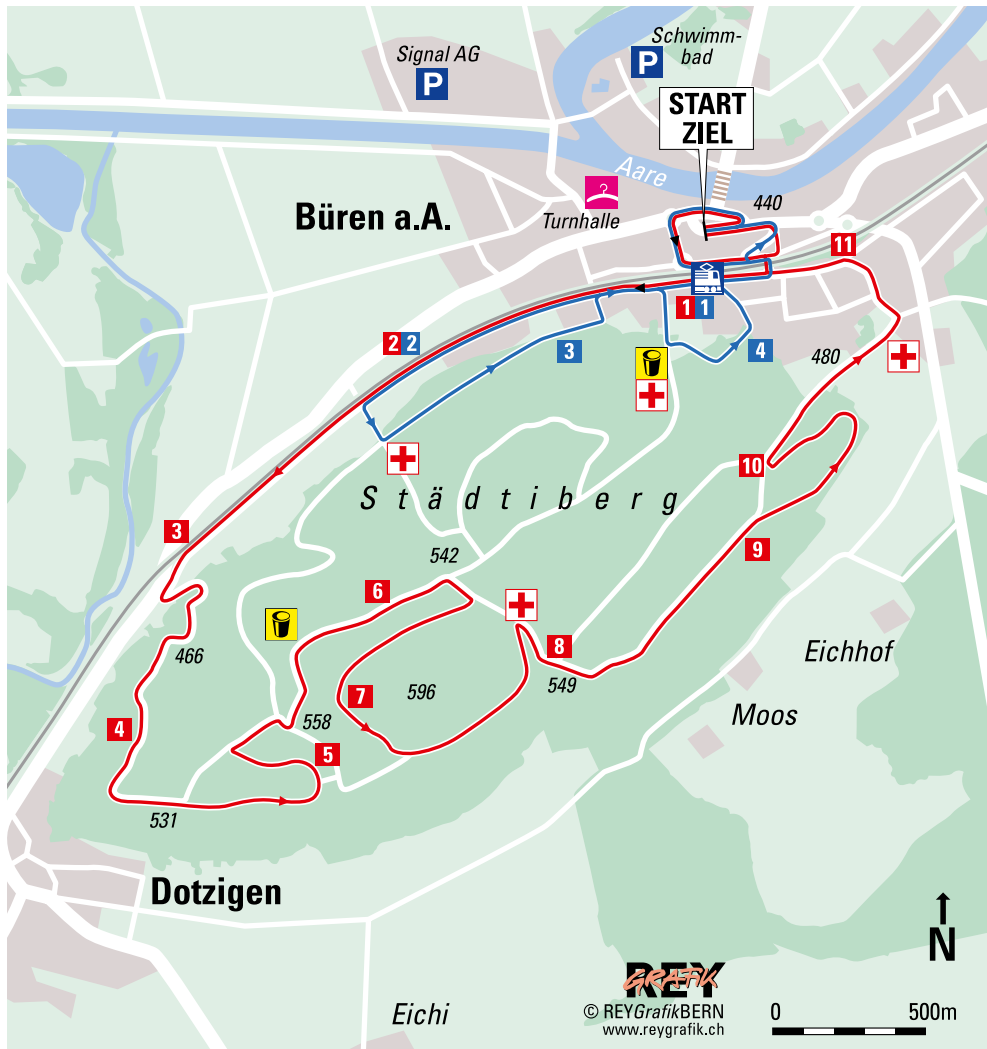 Signal AG
P
Schwimm-
bad
P
START
ZIEL
Aare
Turnhalle
Büren a.A.
440
11
1 1
2 2
3
4
480
10
Städtiberg
3
9
542
6
8
549
Eichhof
466
7
596
Moos
4
558
5
531
Dotzigen
N
REY
GRAFIK
© REYGrafikBERN
www.reygrafik.ch
0 500m
Eichi